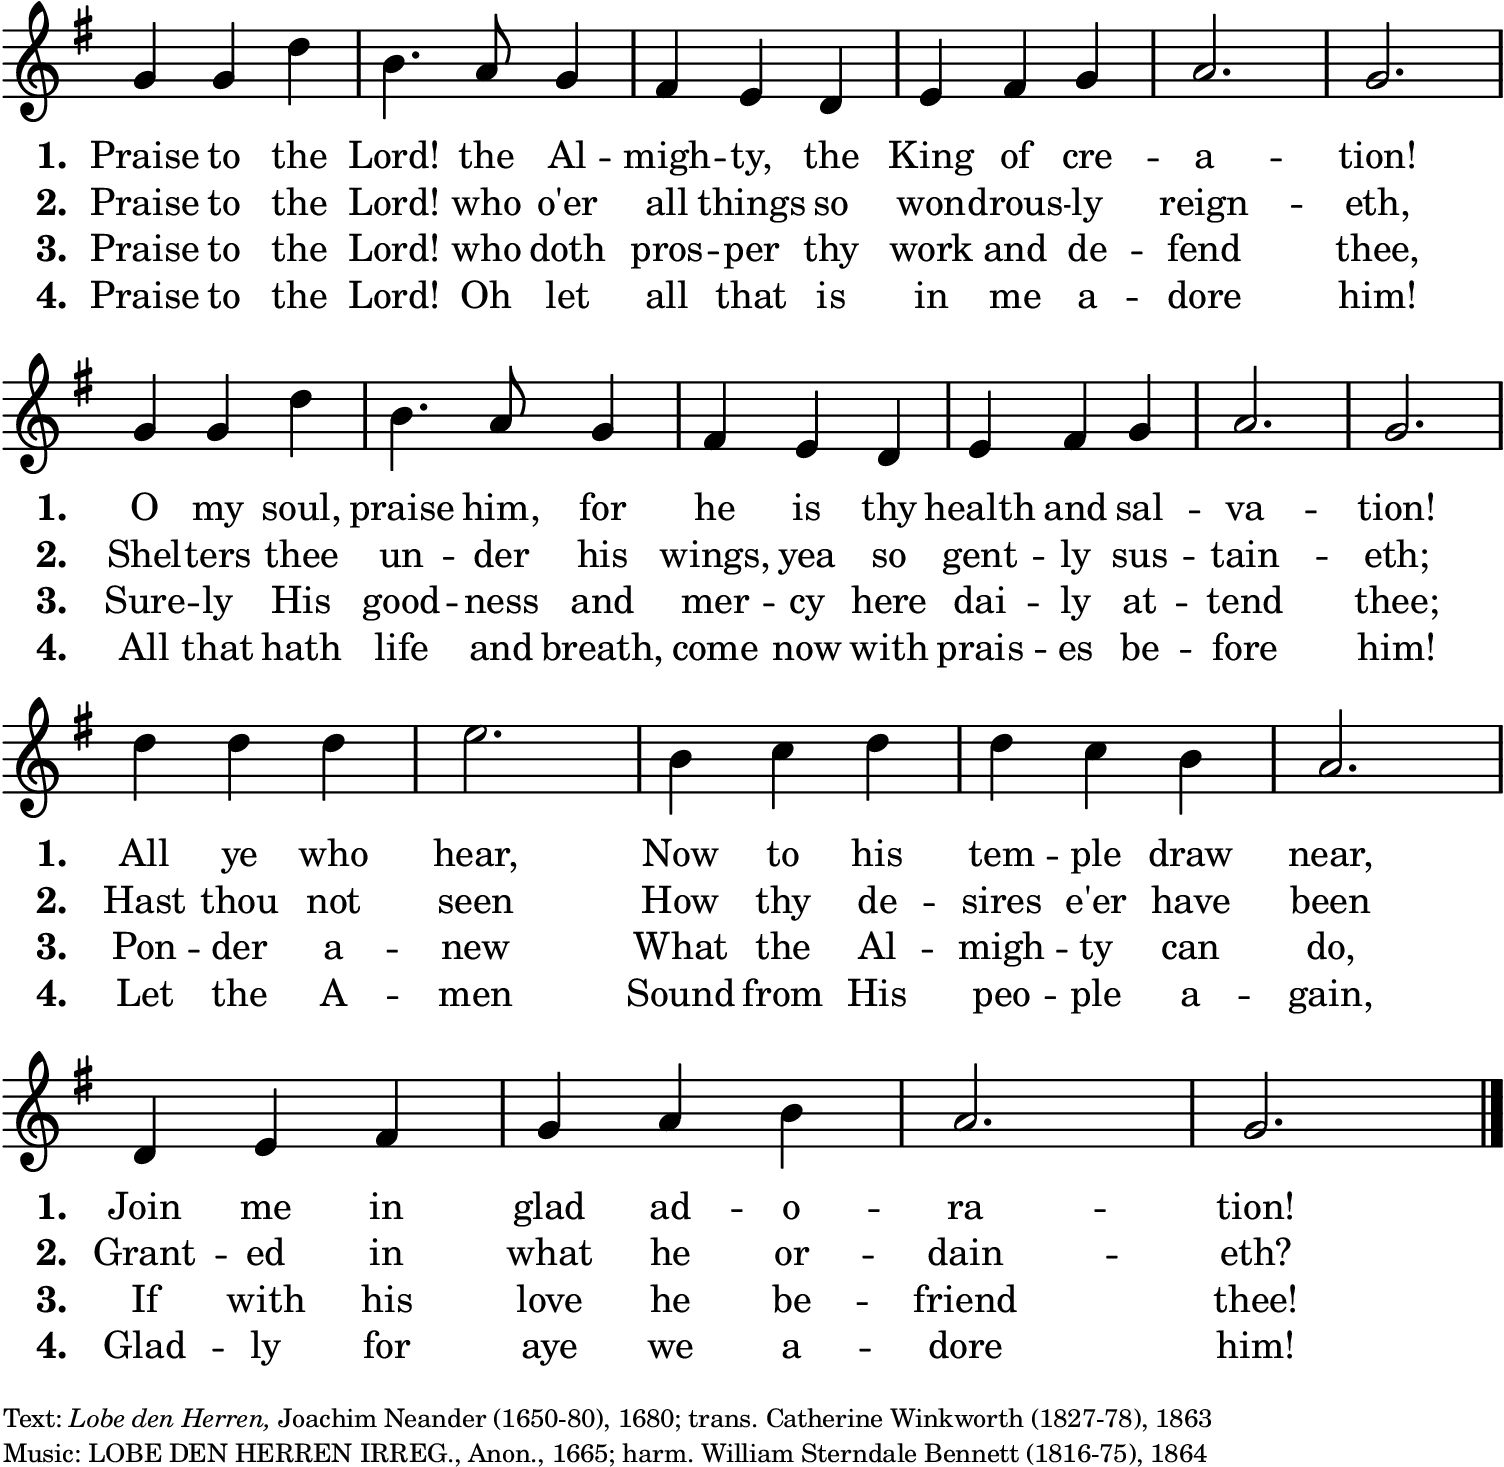 1. Praise to the Lord! the Al - migh - ty, the King of cre - a - tion!
2. Praise to the Lord! who o'er all things so wondrous - ly reign - eth,
3. Praise to the Lord! who doth pros - per thy work and de - fend thee,
4. Praise to the Lord! Oh let all that is in me a - dore him!
1. O my soul, praise him, for he is thy health and sal - va - tion!
2. Shelters thee un - der his wings, yea so gent - ly sus - tain - eth;
3. Sure - ly His good - ness and mer - cy here dai - ly at - tend thee;
4. All that hath life and breath, come now with prais - es be - fore him!
1. All ye who hear, Now to his tem - ple draw near,
2. Hast thou not seen How thy de - sires e'er have been
3. Pon - der a - new What the Al - migh - ty can do,
4. Let the A - men Sound from His peo - ple a - gain,
1. Join me in glad ad - o - ra - tion!
2. Grant - ed in what he or - dain - eth?
3. If with his love he be - friend thee!
4. Glad - ly for aye we a - dore him!
Text: Lobe den Herren, Joachim Neander (1650-80), 1680; trans. Catherine Winkworth (1827-78), 1863
Music: LOBE DEN HERREN IRREG., Anon., 1665; harm. William Sterndale Bennett (1816-75), 1864